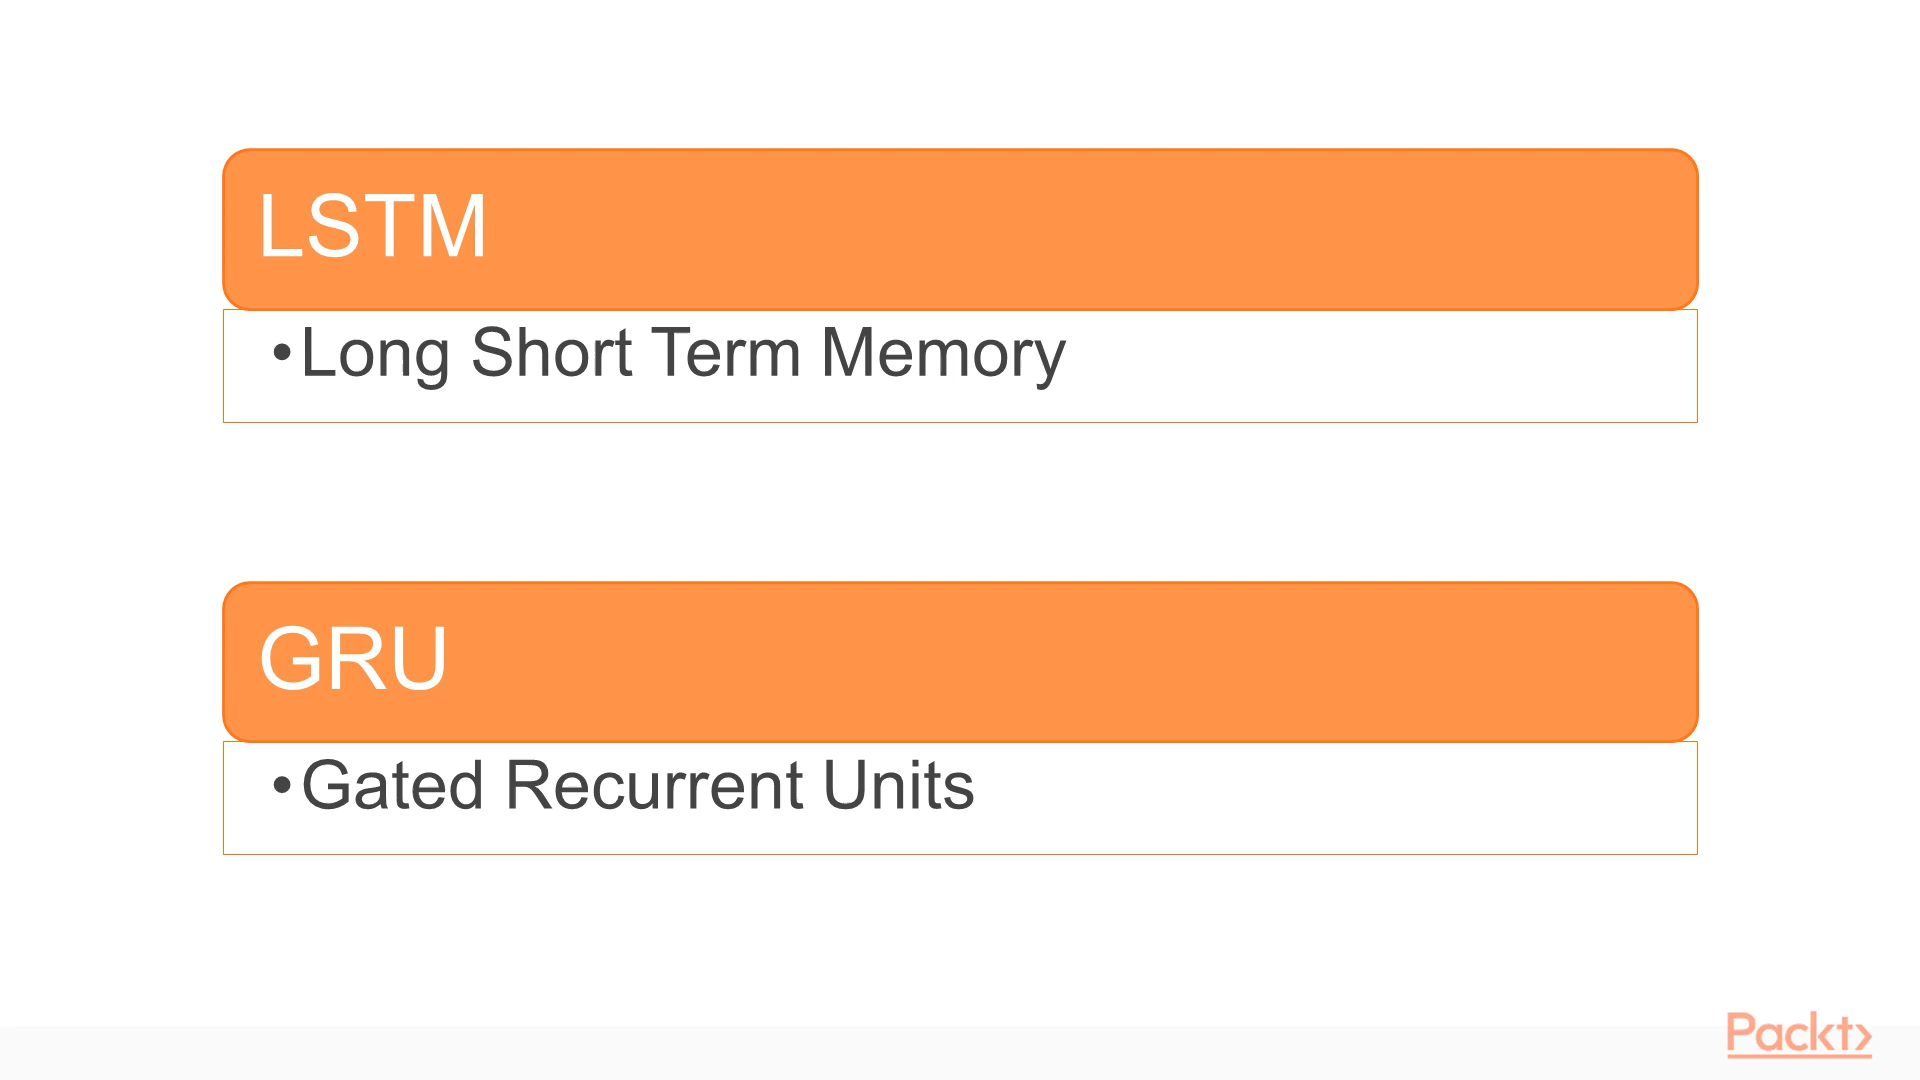 LSTM
•Long Short Term Memory
GRU
•Gated Recurrent Units
Packt>